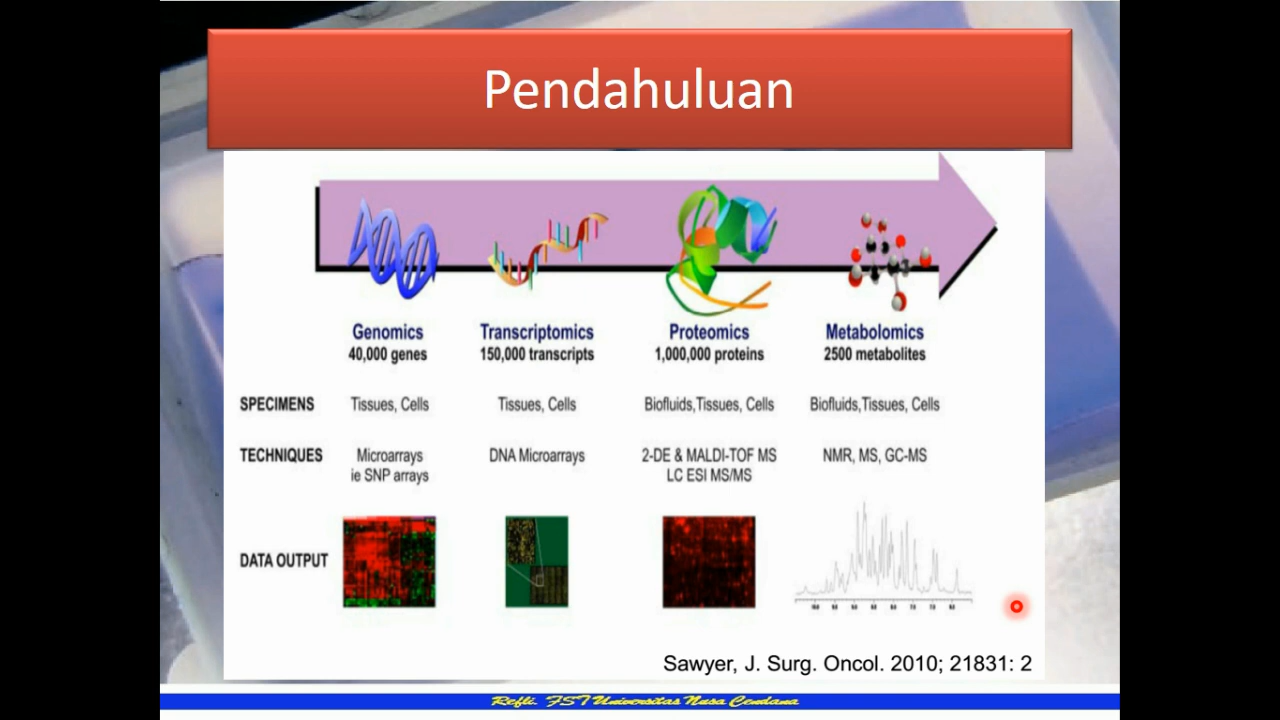 Pendahuluan
Genomics
40,000 genes
Transcriptomics
150,000 transcripts
Proteomics
1,000,000 proteins
Metabolomics
2500 metabolites
SPECIMENS
Tissues, Cells
Tissues, Cells
Biofluids,Tissues, Cells
Biofluids,Tissues, Cells
TECHNIQUES
Microarrays
ie SNP arrays
DNA Microarrays
2-DE & MALDI-TOF MS
LC ESI MS/MS
NMR, MS, GC-MS
DATA OUTPUT
Sawyer, J. Surg. Oncol. 2010; 21831: 2
Refli. FST Universitas Nusa Cendana